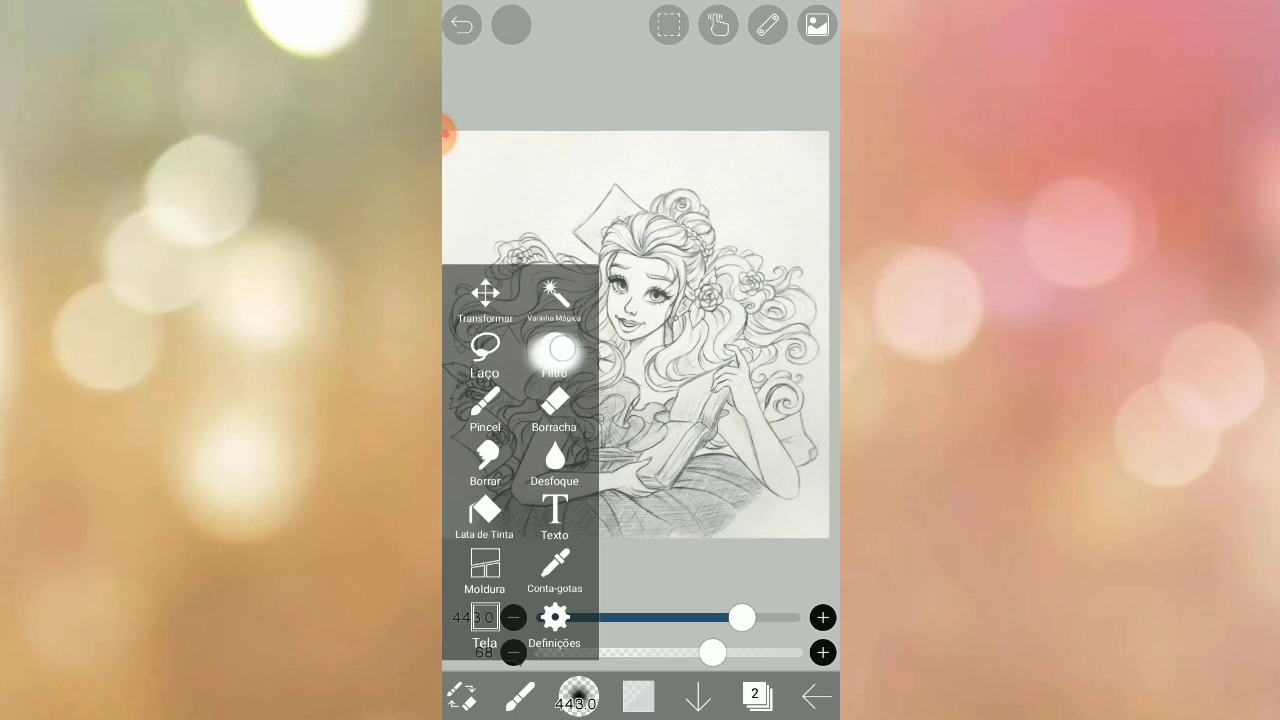 Transformar
Varinha Mágica
Laço
Filtro
Pincel
Borracha
Borrar
Desfoque
Lata de Tinta
T
Texto
Moldura
Conta-gotas
443.0
Tela
Definições
68
443.0
2